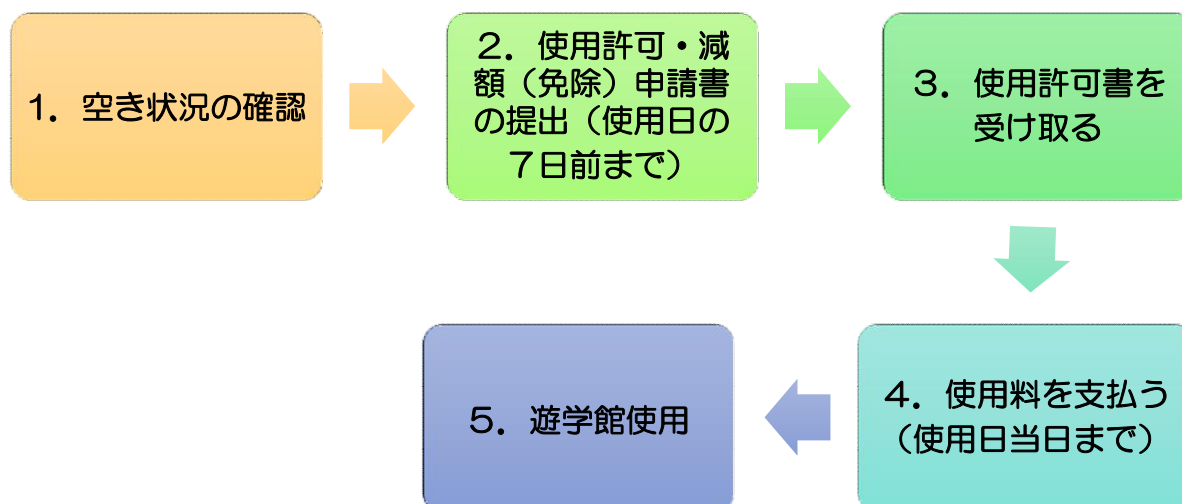 1．空き状況の確認
2．使用許可・減
額（免除）申請書
の提出（使用日の
7日前まで）
3．使用許可書を
受け取る
4．使用料を支払う
（使用日当日まで）
5．遊学館使用